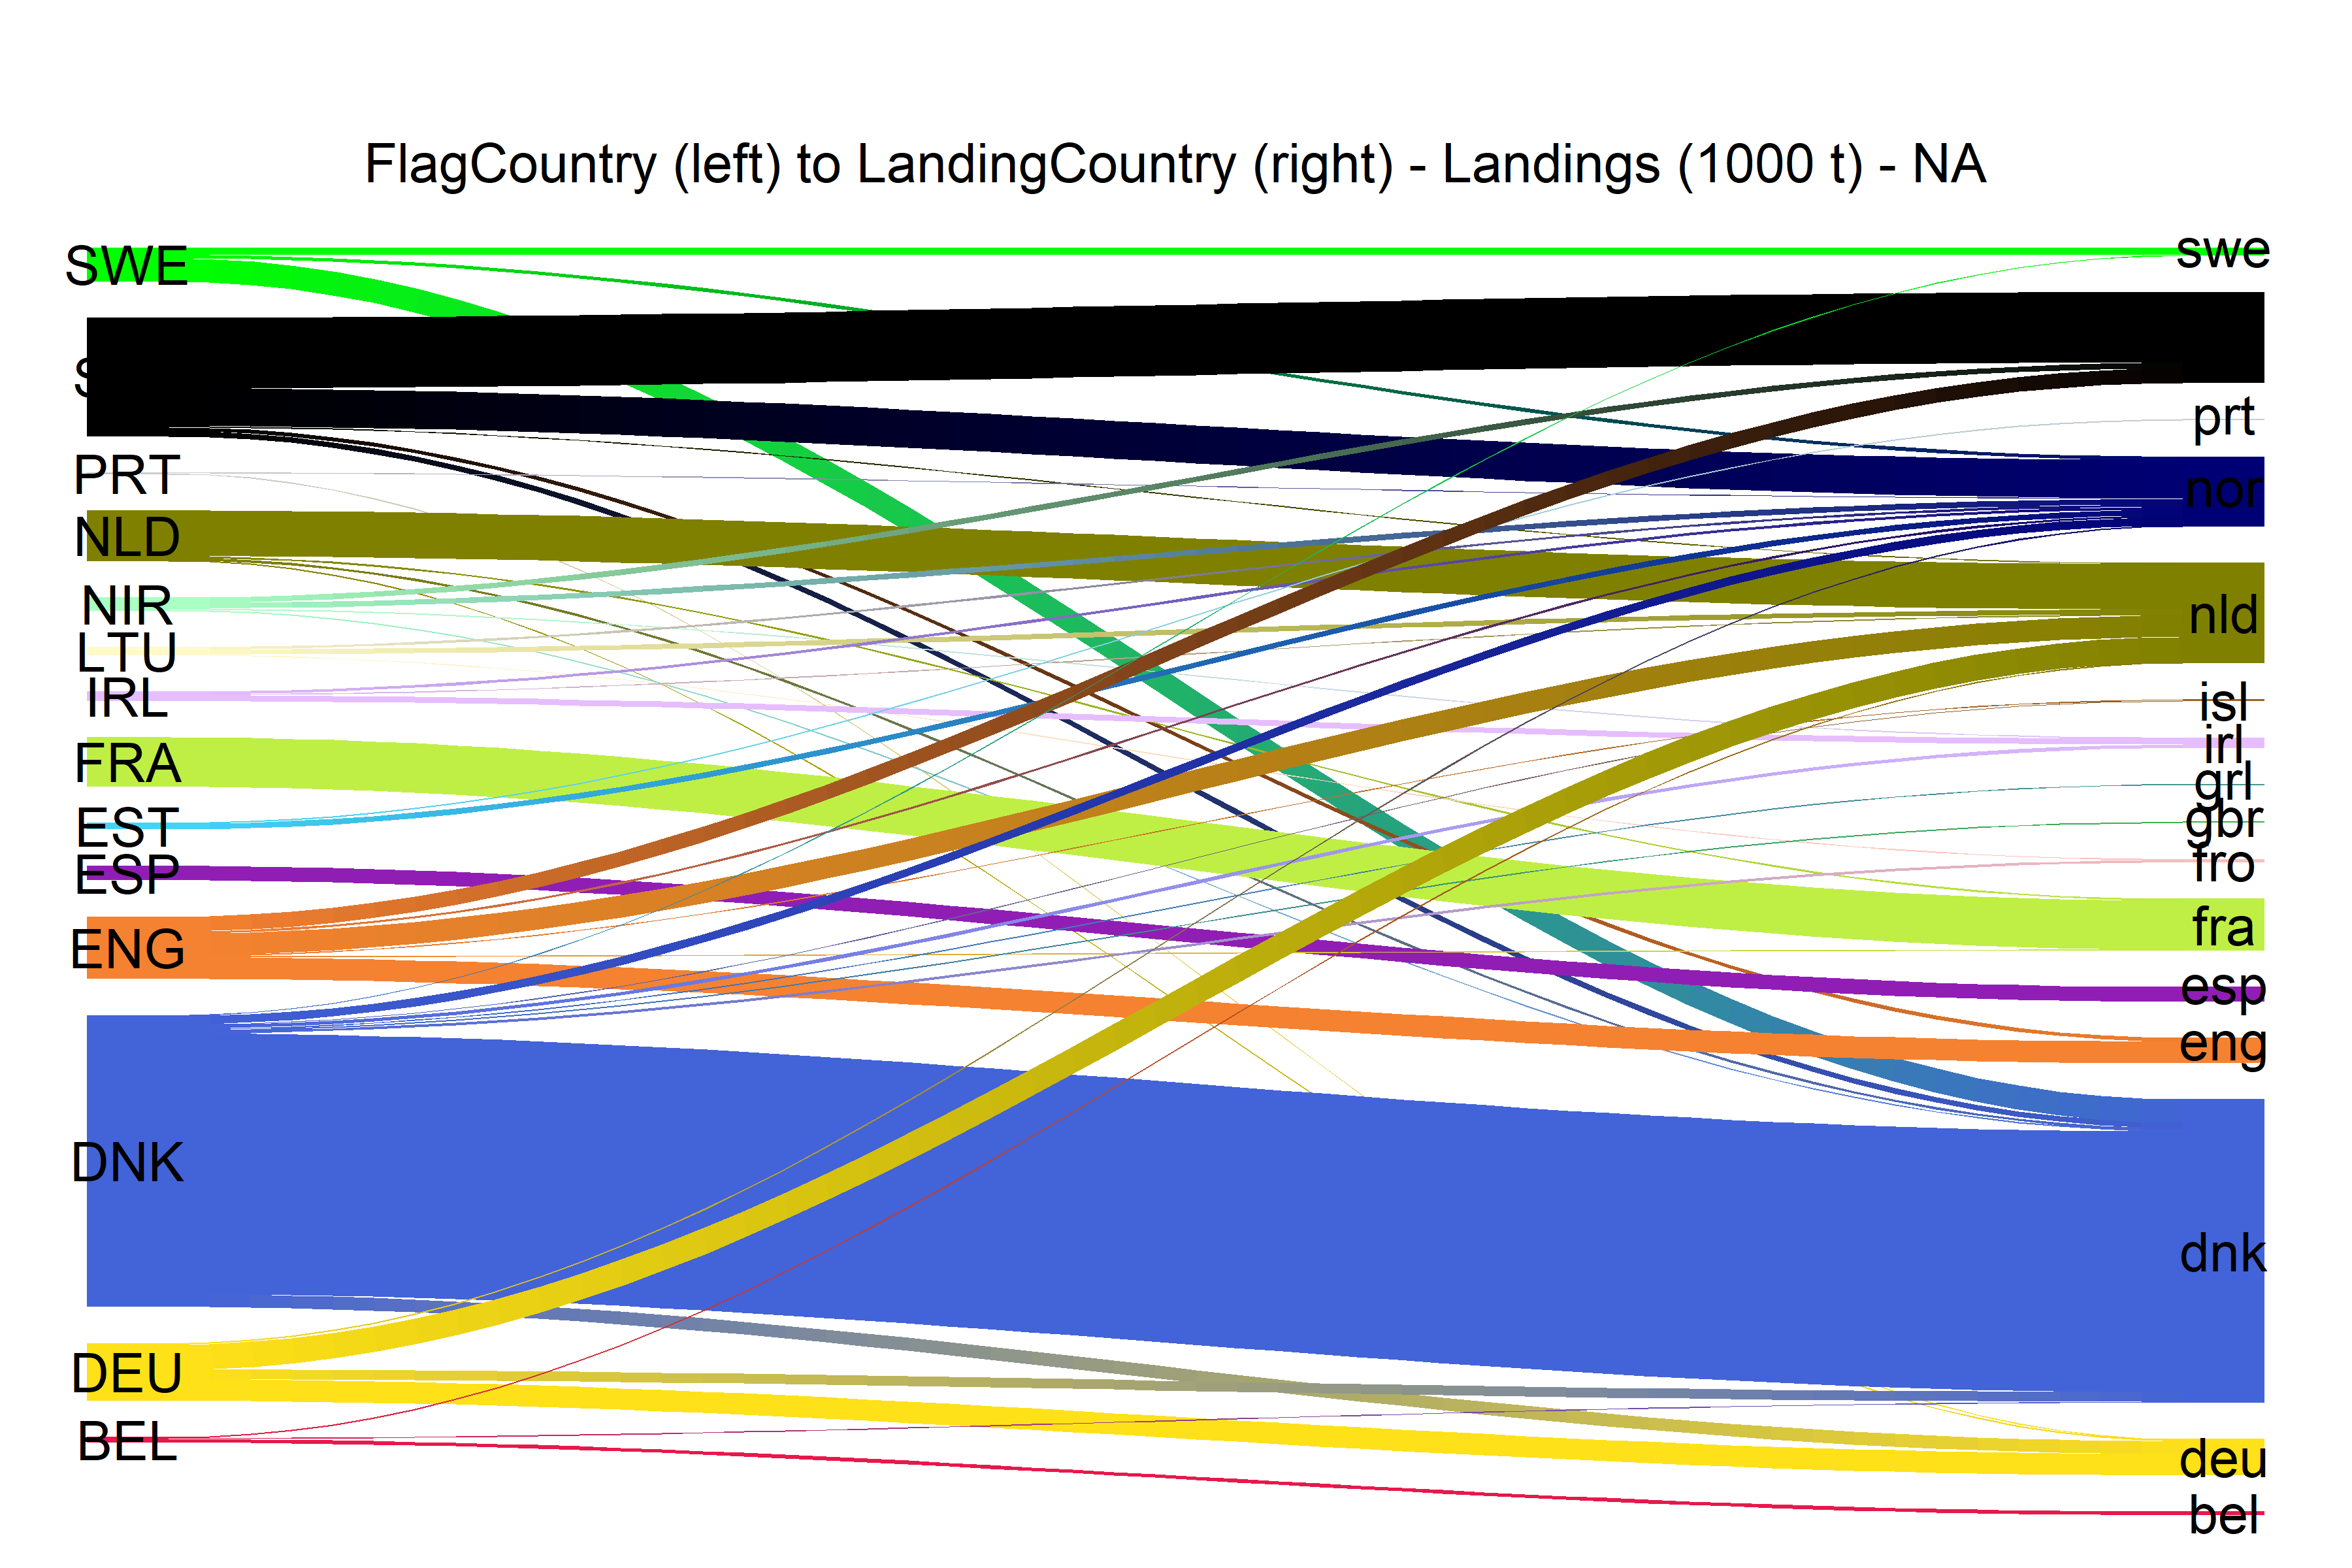 FlagCountry (left) to LandingCountry (right) - Landings (1000 t) - NA
SWE
PRT
NLD
NIR
LTU
IRL
FRA
EST
ESP
ENG
DNK
DEU
BEL
swe
prt
nor
nld
isl
irl
grl
gbr
fro
fra
esp
eng
dnk
deu
bel